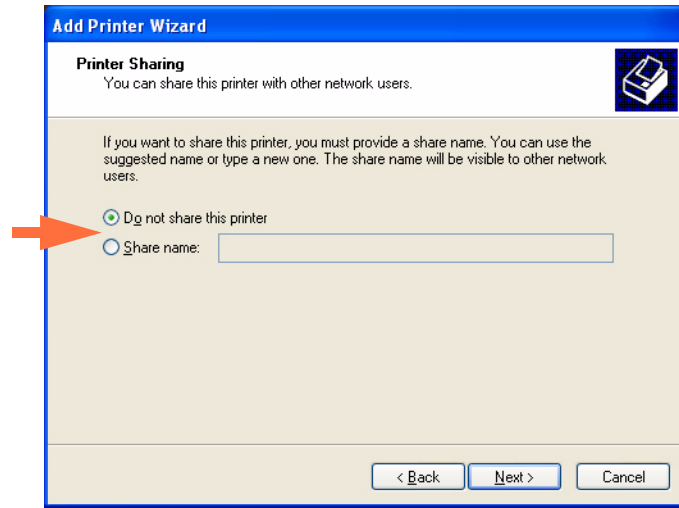 Add Printer Wizard
Printer Sharing
You can share this printer with other network users.
If you want to share this printer, you must provide a share name. You can use the
suggested name or type a new one. The share name will be visible to other network
users.
Do not share this printer
Share name:
< Back Next > Cancel